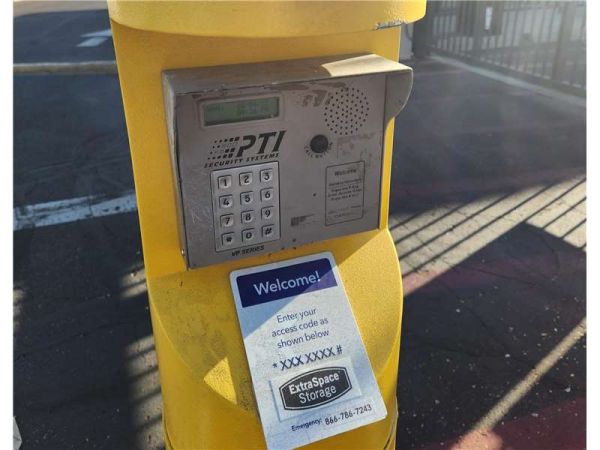 PTI
SECURITY SYSTEMS
1 2 3
4 5 6
7 8 9
* 0 #
VP SERIES
Welcome
Welcome!
Enter your
access code as
shown below
* XXX XXXX #
ExtraSpace
Storage
Emergency: 866-786-7243